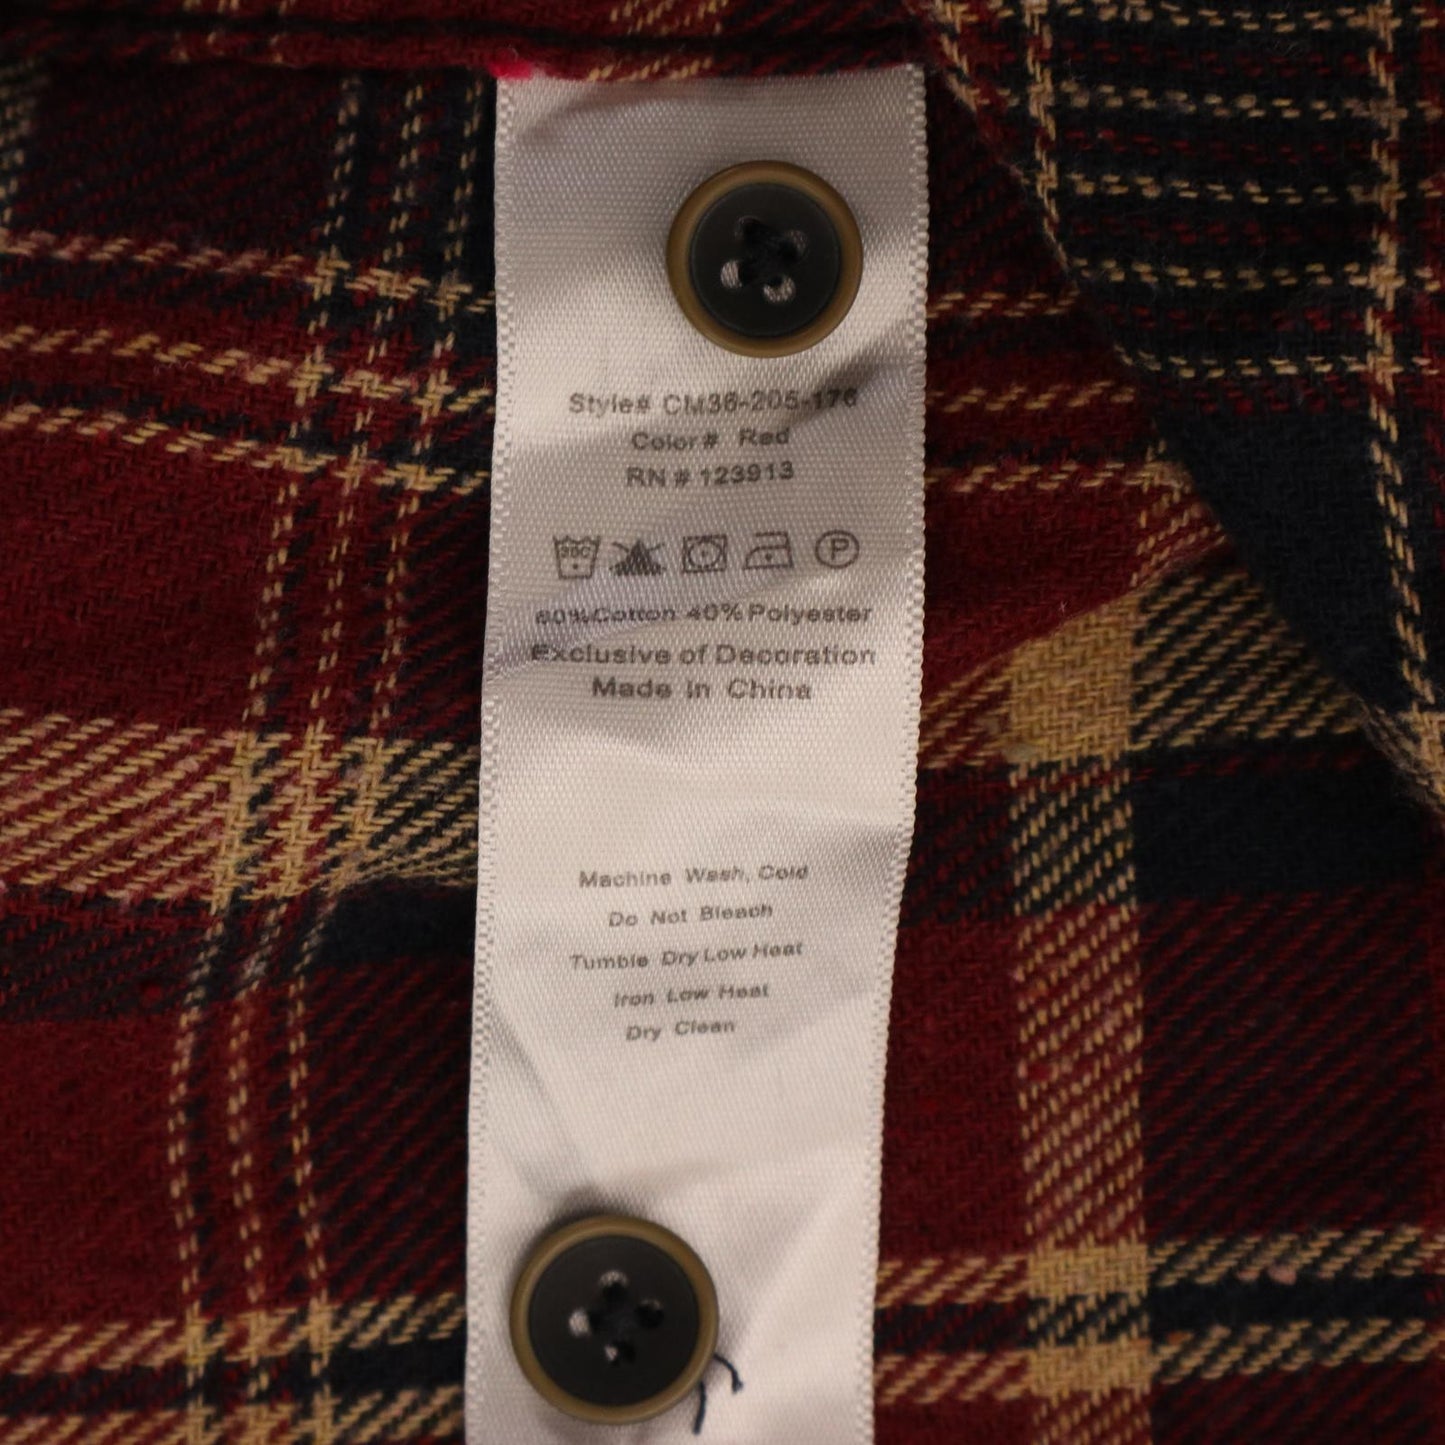 Style# CM36-205-176
Color# Red
RN # 123913
30C P
60%Cotton 40%Polyester
Exclusive of Decoration
Made in China
Machine Wash, Cold
Do Not Bleach
Tumble Dry Low Heat
Iron Low Heat
Dry Clean